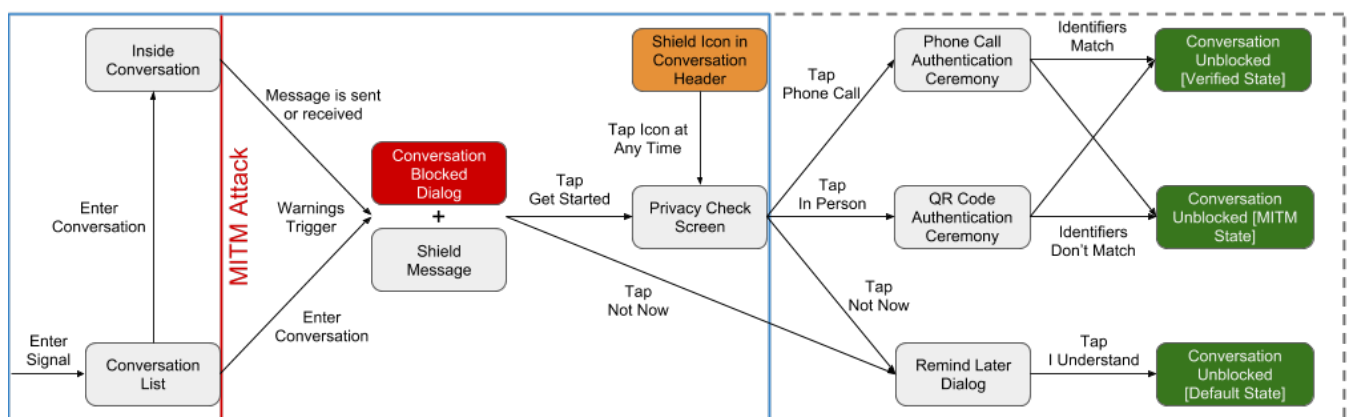 Inside
Conversation
Enter
Conversation
Enter
Signal
Conversation
List
MITM Attack
Message is sent
or received
Warnings
Trigger
Enter
Conversation
Conversation
Blocked
Dialog
+
Shield
Message
Tap
Get Started
Tap
Not Now
Shield Icon in
Conversation
Header
Tap Icon at
Any Time
Privacy Check
Screen
Tap
Phone Call
Tap
In Person
Tap
Not Now
Phone Call
Authentication
Ceremony
QR Code
Authentication
Ceremony
Remind Later
Dialog
Identifiers
Match
Identifiers
Don't Match
Tap
I Understand
Conversation
Unblocked
[Verified State]
Conversation
Unblocked [MITM
State]
Conversation
Unblocked
[Default State]